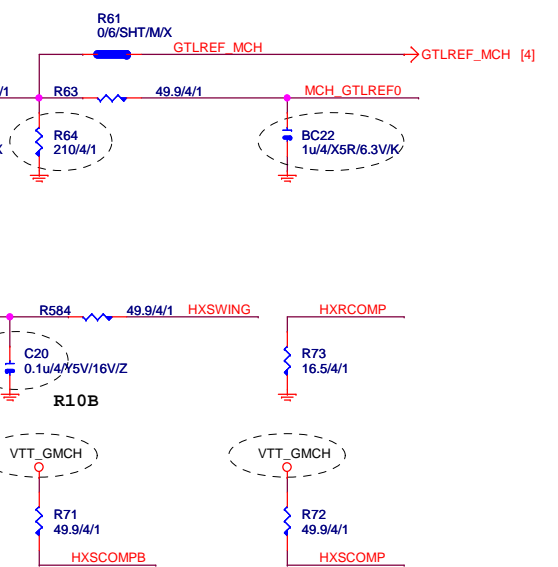 R61
0/6/SHT/M/X
GTLREF_MCH
GTLREF_MCH [4]
/1 R63 49.9/4/1 MCH_GTLREF0
R64
210/4/1
BC22
1u/4/X5R/6.3V/K
R584 49.9/4/1 HXSWING HXRCOMP
C20
0.1u/4/Y5V/16V/Z
R73
16.5/4/1
R10B
VTT_GMCH VTT_GMCH
R71
49.9/4/1
R72
49.9/4/1
HXSCOMPB HXSCOMP